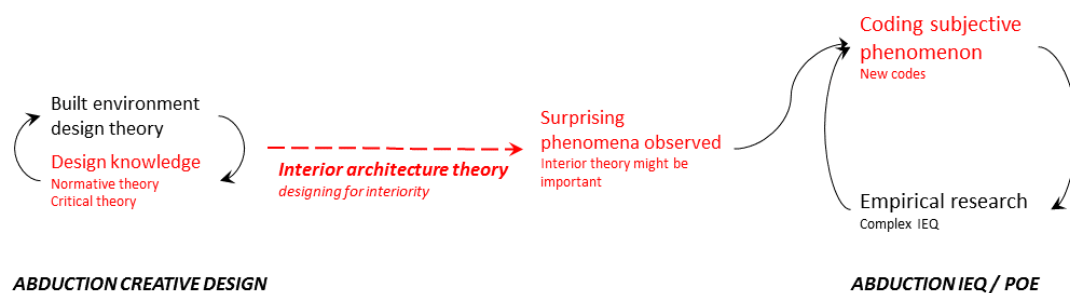 Built environment
design theory
Design knowledge
Normative theory
Critical theory
Interior architecture theory
designing for interiority
Surprising
phenomena observed
Interior theory might be
important
Coding subjective
phenomenon
New codes
Empirical research
Complex IEQ
ABDUCTION CREATIVE DESIGN
ABDUCTION IEQ / POE